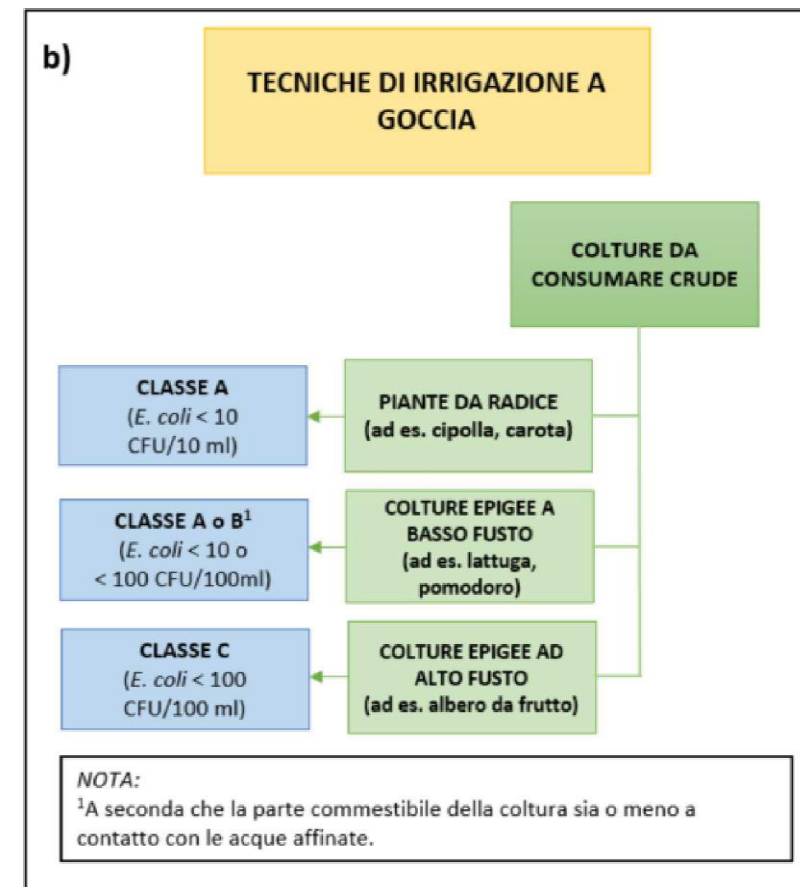 b)
TECNICHE DI IRRIGAZIONE A
GOCCIA
COLTURE DA
CONSUMARE CRUDE
CLASSE A
(E. coli < 10
CFU/10 ml)
PIANTE DA RADICE
(ad es. cipolla, carota)
CLASSE A o B¹
(E. coli < 10 o
< 100 CFU/100ml)
COLTURE EPIGEE A
BASSO FUSTO
(ad es. lattuga,
pomodoro)
CLASSE C
(E. coli < 100
CFU/100 ml)
COLTURE EPIGEE AD
ALTO FUSTO
(ad es. albero da frutto)
NOTA:
¹A seconda che la parte commestibile della coltura sia o meno a
contatto con le acque affinate.